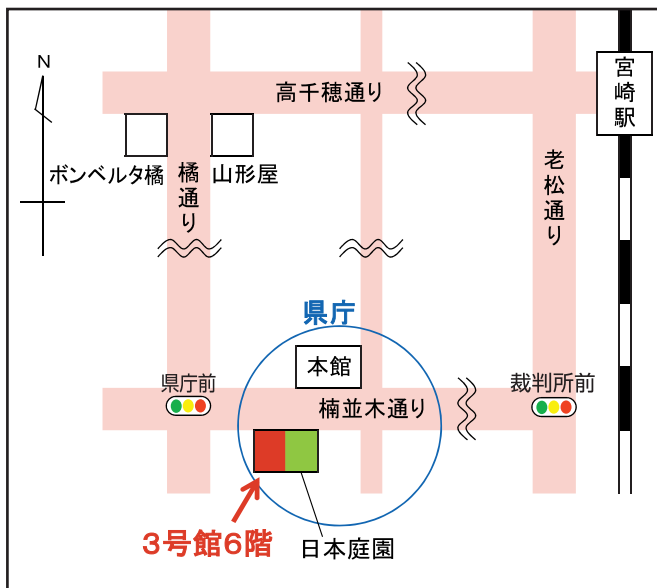 N
高千穂通り
宮崎駅
ボンベルタ橘
橘通り
山形屋
老松通り
県庁
本館
県庁前
裁判所前
楠並木通り
3号館6階
日本庭園